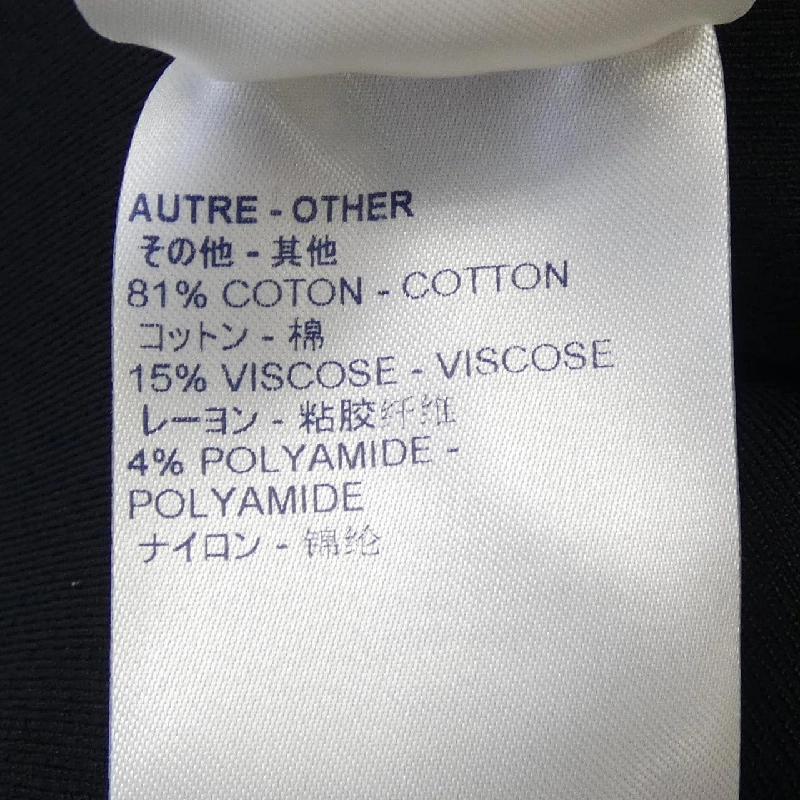 AUTRE - OTHER
その他 - 其他
81% COTON - COTTON
コットン - 棉
15% VISCOSE - VISCOSE
レーヨン - 粘胶纤维
4% POLYAMIDE -
POLYAMIDE
ナイロン - 锦纶